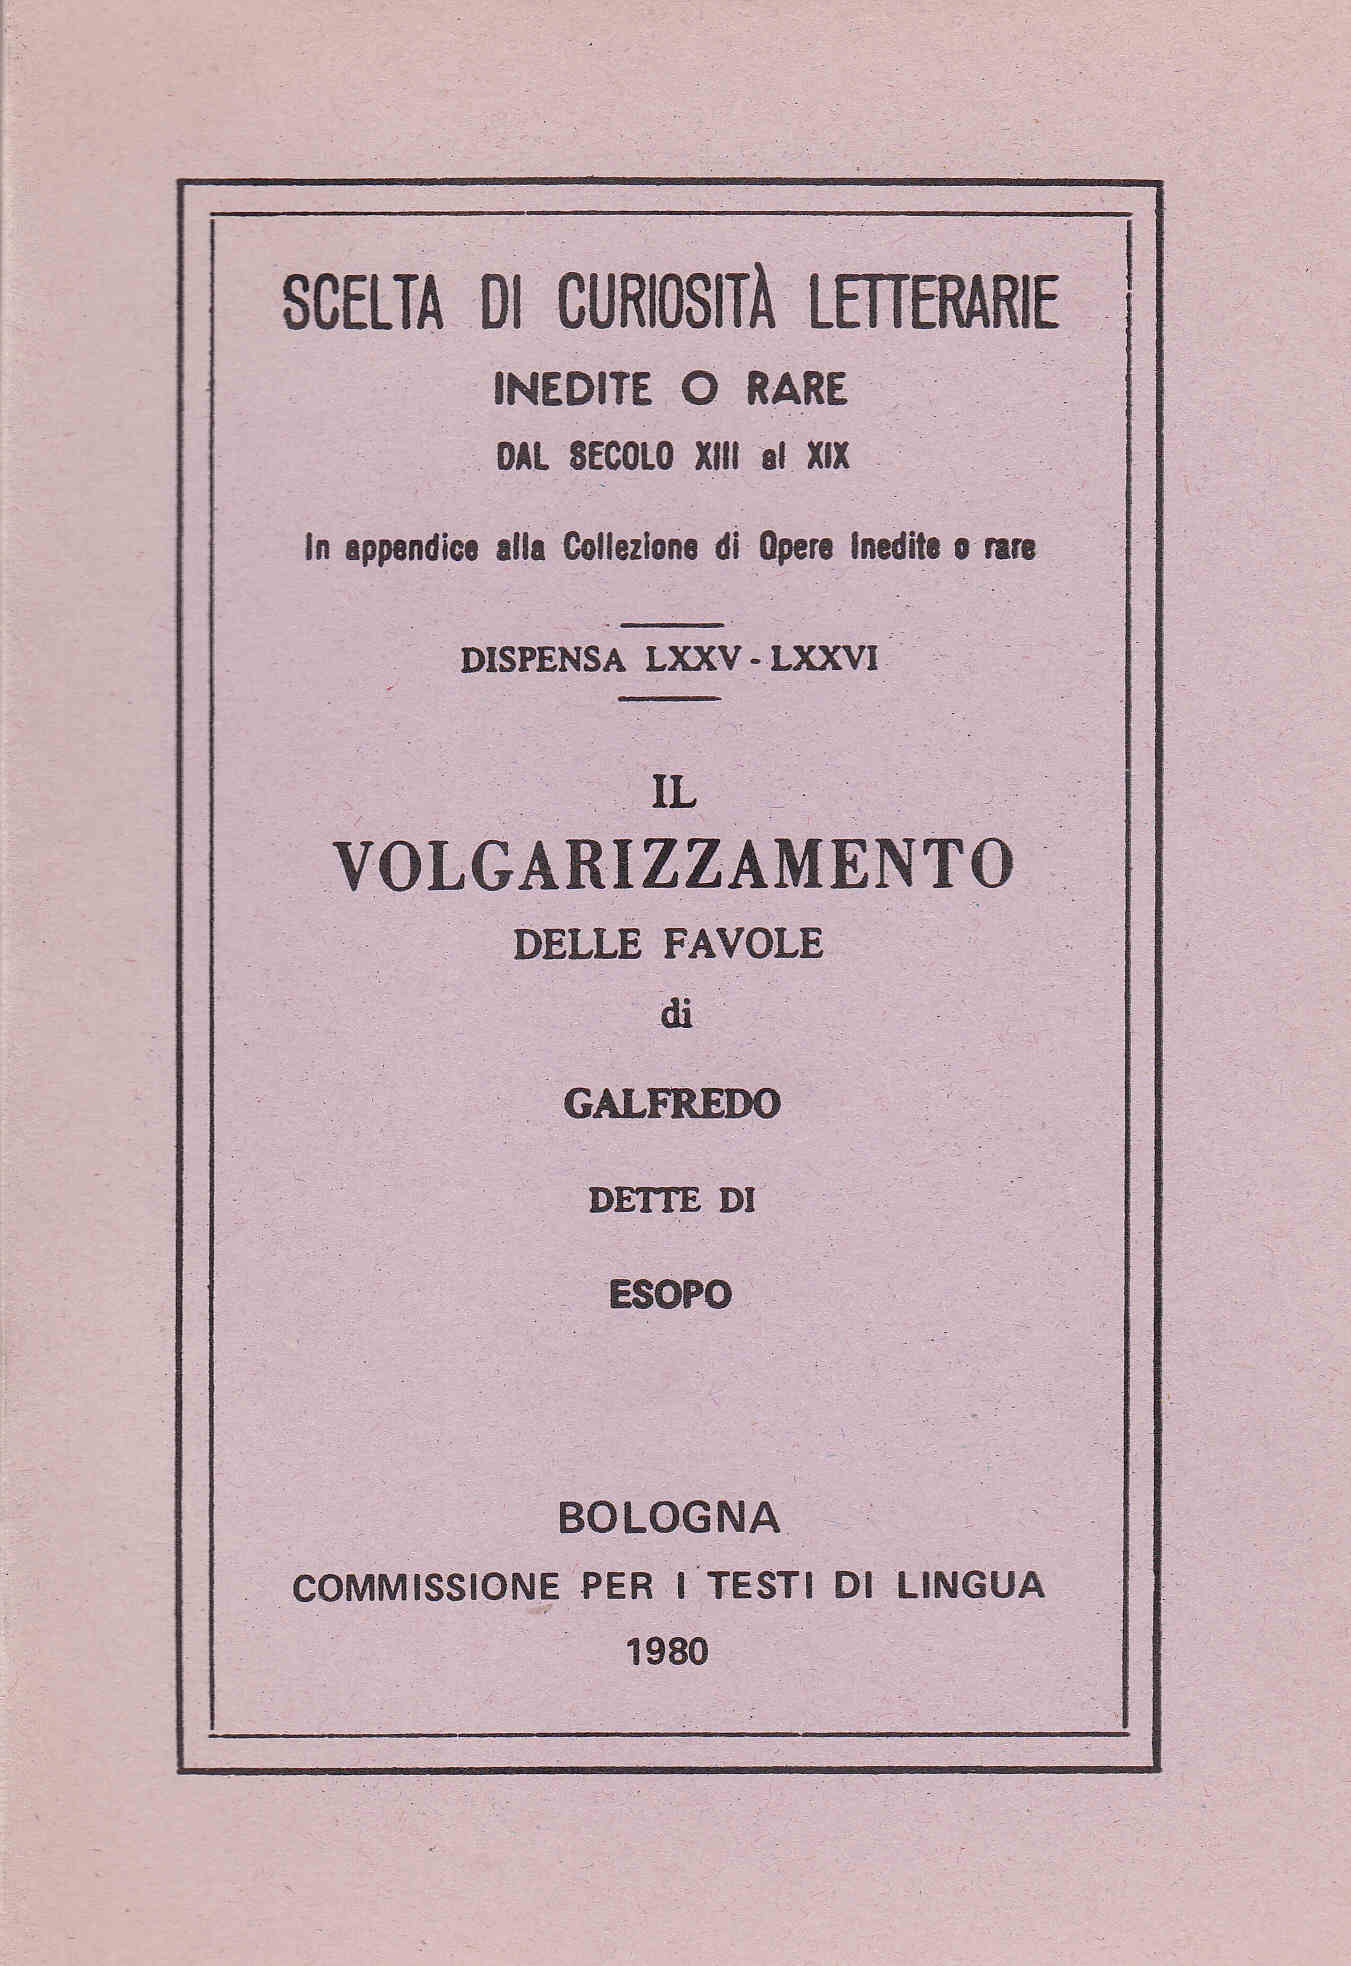 SCELTA DI CURIOSITÀ LETTERARIE
INEDITE O RARE
DAL SECOLO XIII al XIX
In appendice alla Collezione di Opere Inedite o rare
DISPENSA LXXV - LXXVI
IL
VOLGARIZZAMENTO
DELLE FAVOLE
di
GALFREDO
DETTE DI
ESOPO
BOLOGNA
COMMISSIONE PER I TESTI DI LINGUA
1980